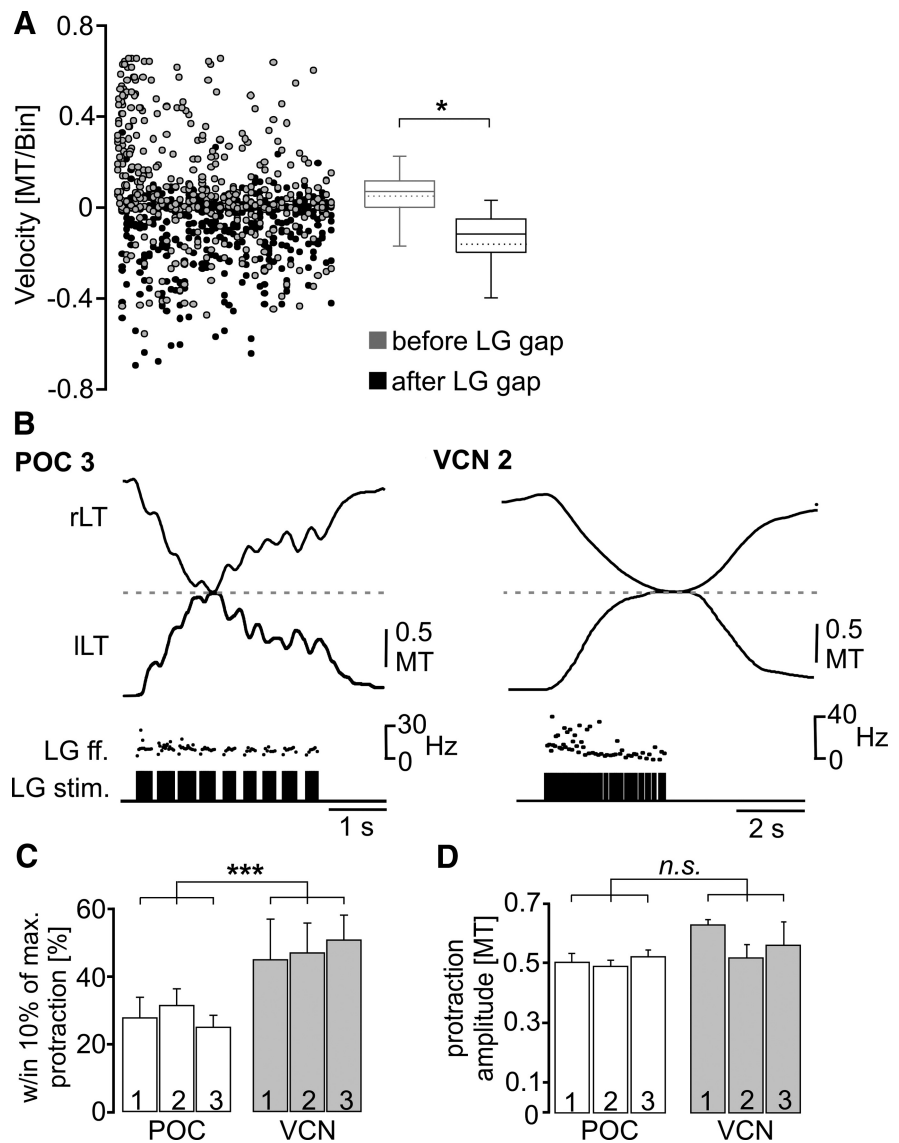 A
0.8
0.4
0
-0.4
-0.8
Velocity [MT/Bin]
*
before LG gap
after LG gap
B
POC 3
VCN 2
rLT
lLT
0.5
MT
0.5
MT
LG ff.
30
0
Hz
40
0
Hz
LG stim.
1 s
2 s
C
***
60
40
20
0
w/in 10% of max.
protraction [%]
1 2 3 1 2 3
POC VCN
D
n.s.
0.7
0.5
0.3
0.1
0
protraction
amplitude [MT]
1 2 3 1 2 3
POC VCN